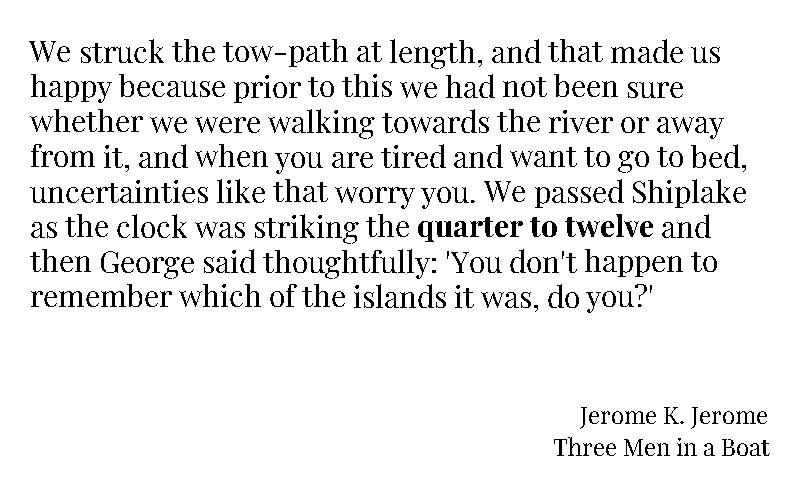 We struck the tow-path at length, and that made us
happy because prior to this we had not been sure
whether we were walking towards the river or away
from it, and when you are tired and want to go to bed,
uncertainties like that worry you. We passed Shiplake
as the clock was striking the quarter to twelve and
then George said thoughtfully: 'You don't happen to
remember which of the islands it was, do you?'
Jerome K. Jerome
Three Men in a Boat